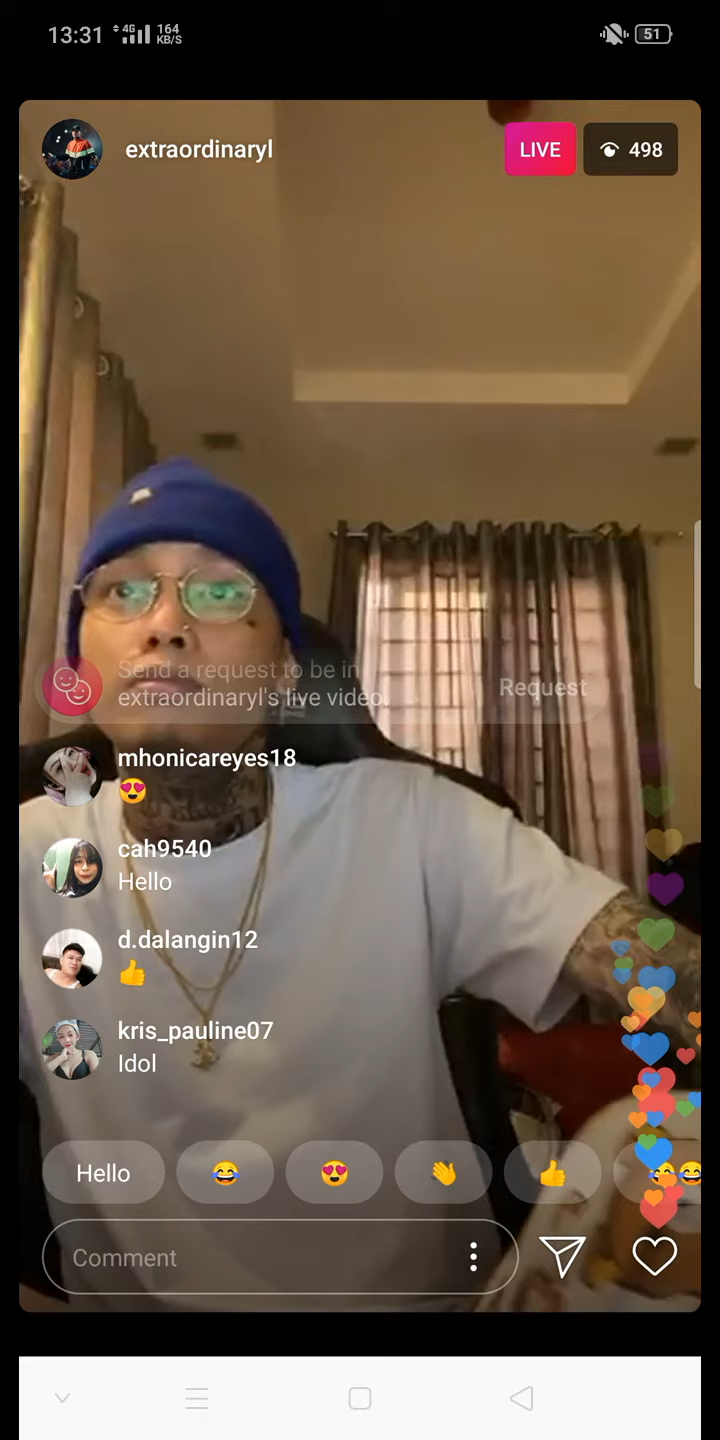 13:31 4G 164 KB/S 51
extraordinaryl LIVE 498
Send a request to be in
extraordinaryl's live video.
Request
mhonicareyes18
😍
cah9540
Hello
d.dalangin12
👍
kris_pauline07
Idol
Hello 😂 😍 👋 👍 😂😂
Comment